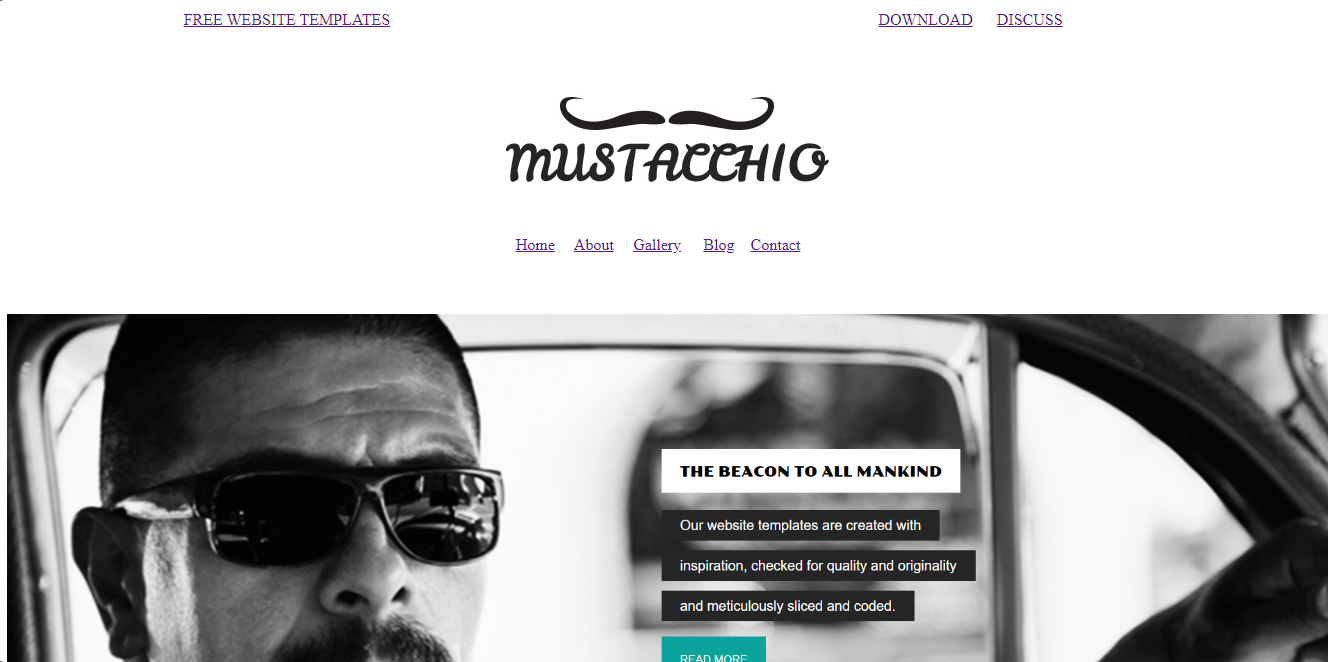 FREE WEBSITE TEMPLATES DOWNLOAD DISCUSS
MUSTACCHIO
Home About Gallery Blog Contact
THE BEACON TO ALL MANKIND
Our website templates are created with
inspiration, checked for quality and originality
and meticulously sliced and coded.
READ MORE